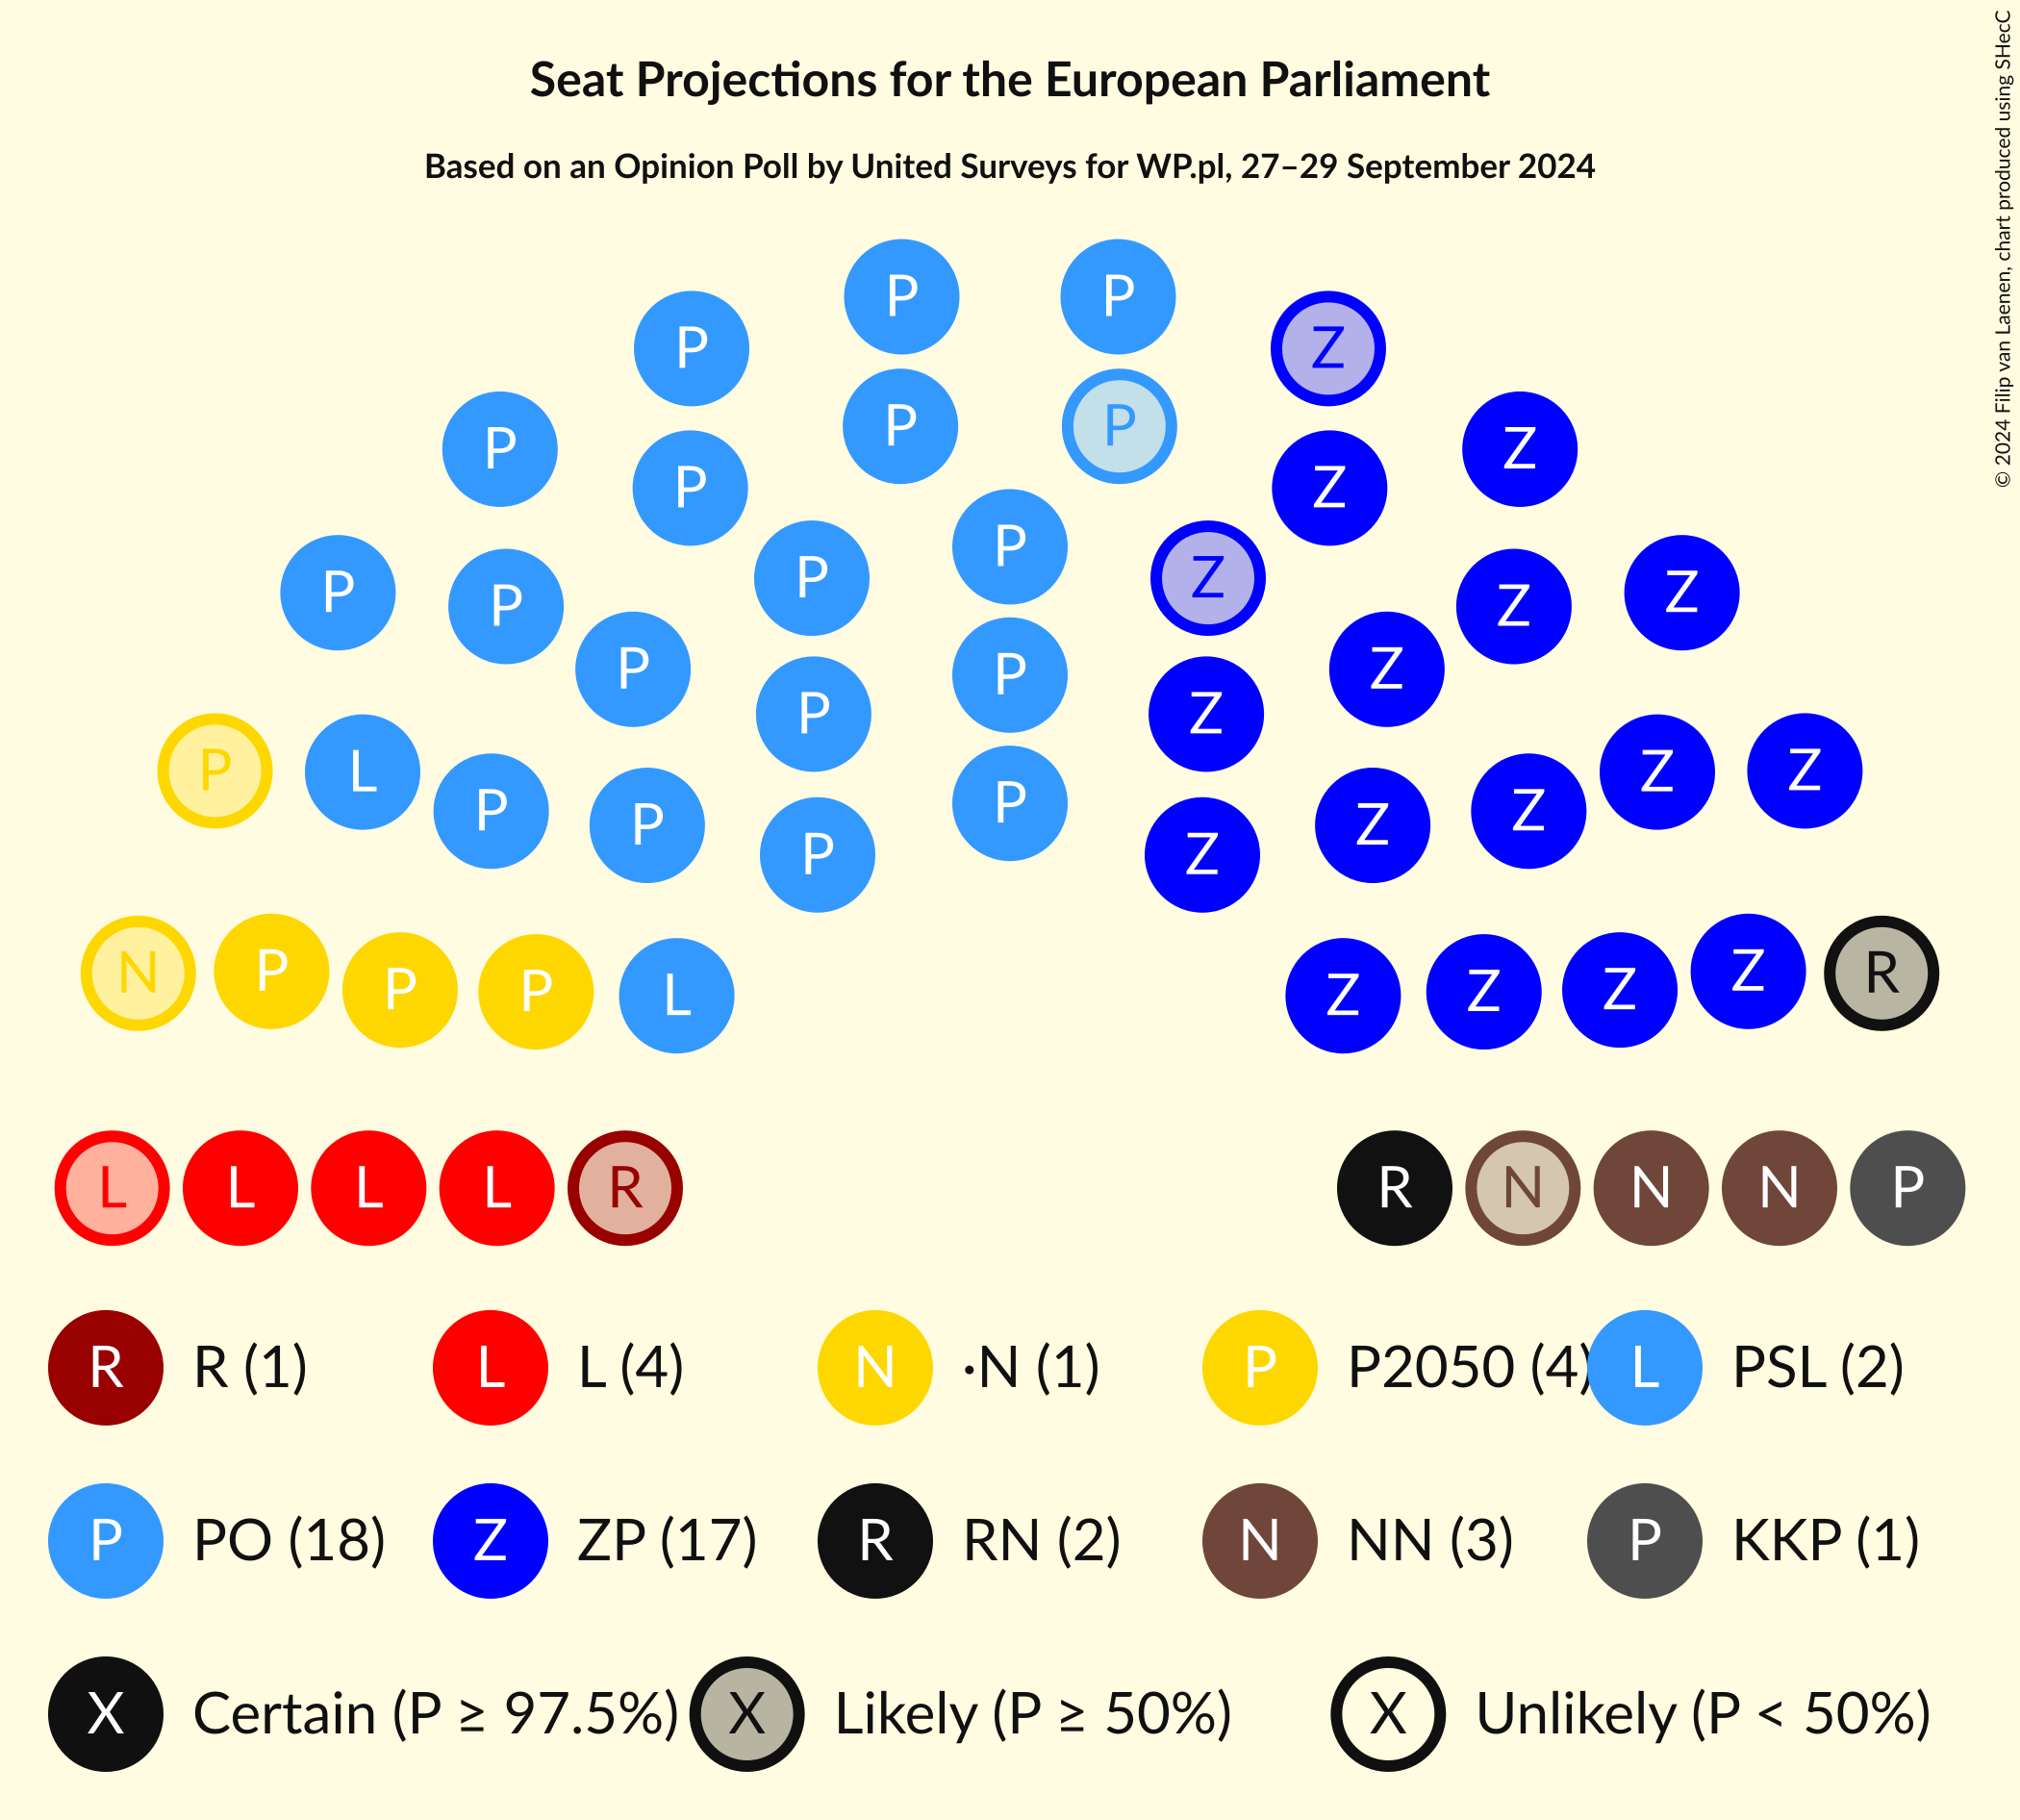 Seat Projections for the European Parliament
Based on an Opinion Poll by United Surveys for WP.pl, 27–29 September 2024
© 2024 Filip van Laenen, chart produced using SHecC
P P
P Z
P P
P Z
P Z
P
P Z
P Z
P P Z Z
P Z
P P Z
P L Z Z
P P Z Z
P
P Z
N P P P L Z Z Z Z R
L L L L R R N N N P
R R (1) L L (4) N ·N (1) P P2050 (4) L PSL (2)
P PO (18) Z ZP (17) R RN (2) N NN (3) P KKP (1)
X Certain (P ≥ 97.5%) X Likely (P ≥ 50%) X Unlikely (P < 50%)